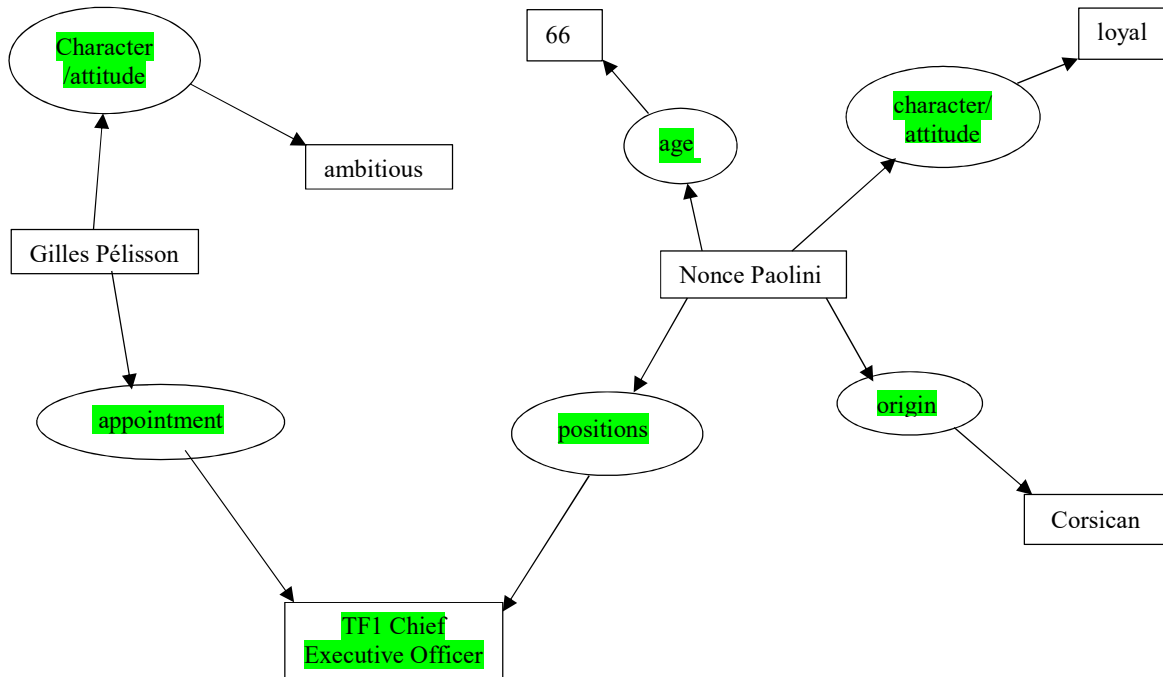 66
loyal
Character
/attitude
character/
attitude
age
ambitious
Gilles Pélisson
Nonce Paolini
appointment
positions
origin
Corsican
TF1 Chief
Executive Officer